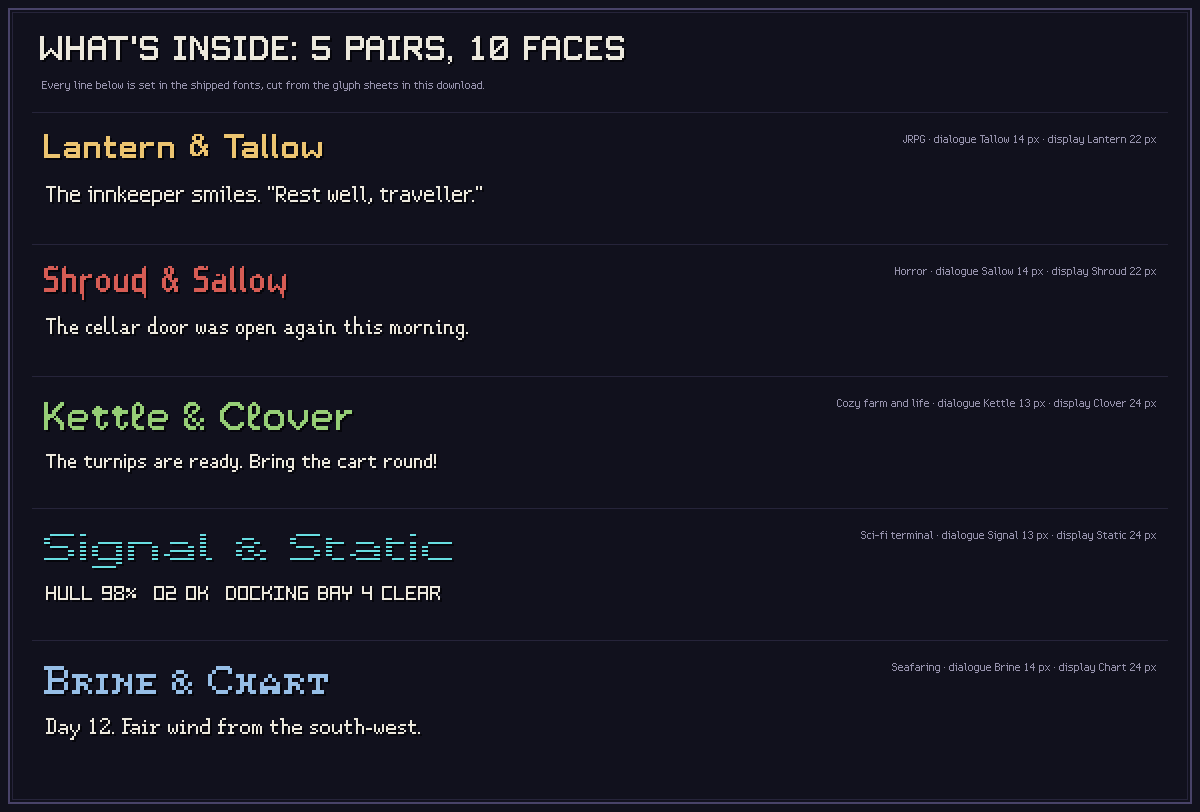 WHAT'S INSIDE: 5 PAIRS, 10 FACES
Every line below is set in the shipped fonts, cut from the glyph sheets in this download.
Lantern & Tallow
JRPG · dialogue Tallow 14 px · display Lantern 22 px
The innkeeper smiles. "Rest well, traveller."
Shroud & Sallow
Horror · dialogue Sallow 14 px · display Shroud 22 px
The cellar door was open again this morning.
Kettle & Clover
Cozy farm and life · dialogue Kettle 13 px · display Clover 24 px
The turnips are ready. Bring the cart round!
Signal & Static
Sci-fi terminal · dialogue Signal 13 px · display Static 24 px
HULL 98%  O2 OK  DOCKING BAY 4 CLEAR
Brine & Chart
Seafaring · dialogue Brine 14 px · display Chart 24 px
Day 12. Fair wind from the south-west.